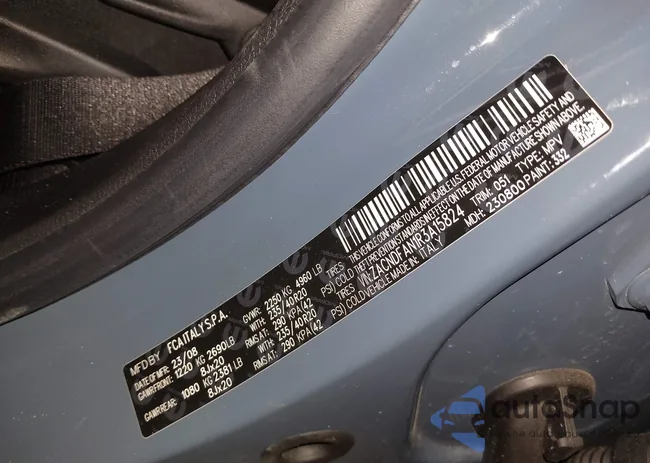 MFD BY FCA ITALY S.P.A.
DATE OF MFR: 23/08 GVWR: 2250 KG 4960 LB
GAWR FRONT: 1220 KG 2690 LB WITH 235/40R20 TIRES
8Jx20 RIMS AT: 290 KPA(42 PSI) COLD
GAWR REAR: 1080 KG 2381 LB WITH 235/40R20 TIRES
8Jx20 RIMS AT: 290 KPA(42 PSI) COLD
THIS VEHICLE CONFORMS TO ALL APPLICABLE U.S. FEDERAL MOTOR VEHICLE SAFETY AND
THEFT PREVENTIONS STANDARDS IN EFFECT ON THE DATE OF MANUFACTURE SHOWN ABOVE.
TYPE: MPV
TRIM: 051 PAINT: 332
MDH: 230800
VEHICLE MADE IN: ITALY
autoSnap